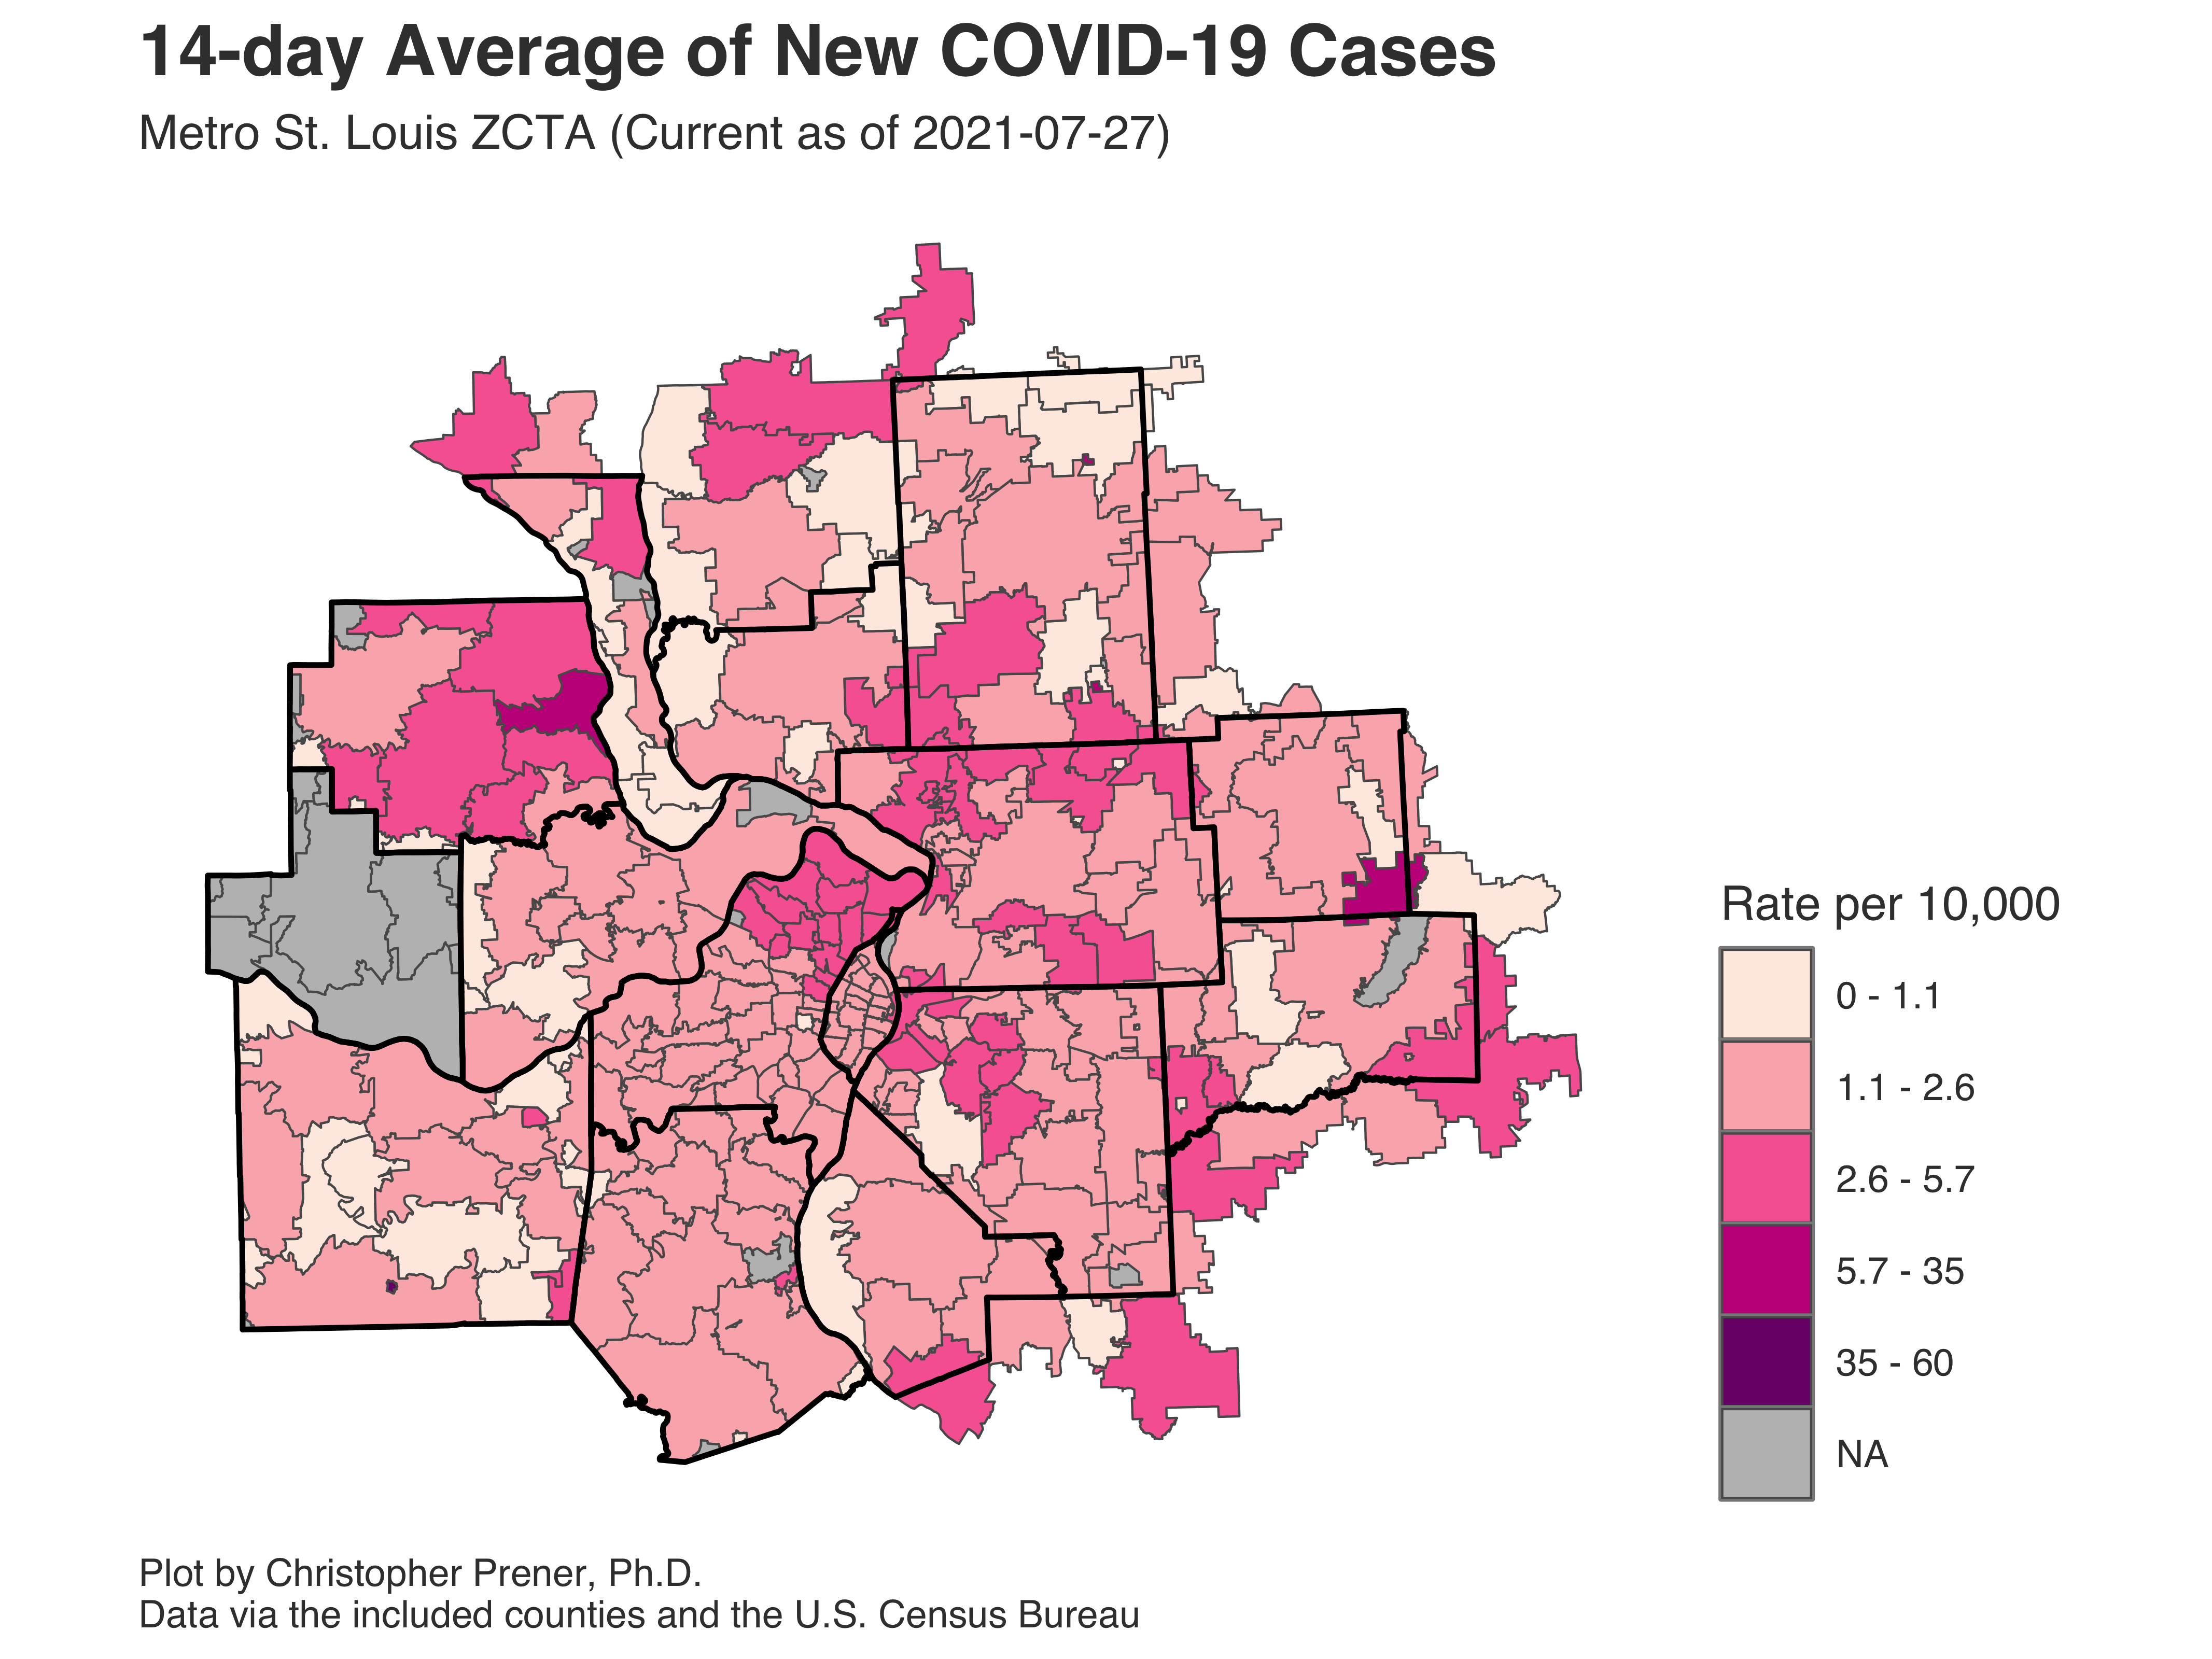 14-day Average of New COVID-19 Cases
Metro St. Louis ZCTA (Current as of 2021-07-27)
Rate per 10,000
0 - 1.1
1.1 - 2.6
2.6 - 5.7
5.7 - 35
35 - 60
NA
Plot by Christopher Prener, Ph.D.
Data via the included counties and the U.S. Census Bureau